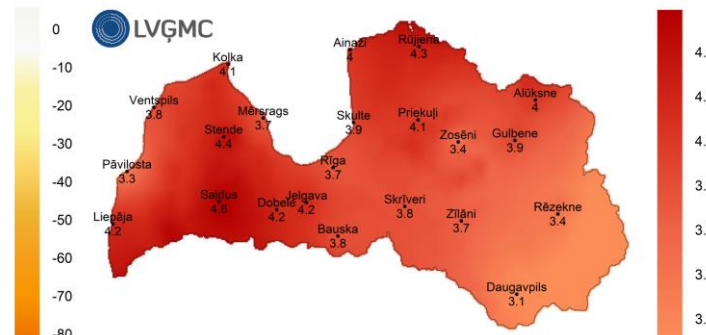 0
-10
-20
-30
-40
-50
-60
-70
-80
LVĢMC
Kolka
4.1
Ventspils
3.8
Mērsrags
3.7
Stende
4.4
Pāvilosta
3.3
Liepāja
4.2
Saldus
4.6
Dobele
4.2
Jelgava
4.2
Rīga
3.7
Bauska
3.8
Ainaži
4
Rūjiena
4.3
Skulte
3.9
Priekuļi
4.1
Zosēni
3.4
Alūksne
4
Gulbene
3.9
Skrīveri
3.8
Zīlāni
3.7
Rēzekne
3.4
Daugavpils
3.1
4.
4.
4.
3.
3.
3.
3.